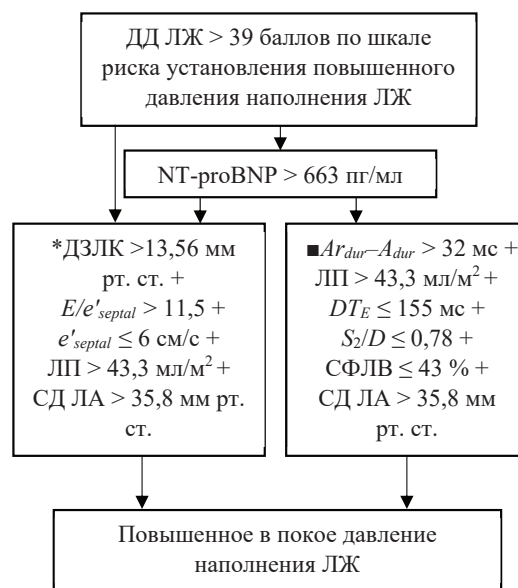 ДД ЛЖ > 39 баллов по шкале
риска установления повышенного
давления наполнения ЛЖ
NT-proBNP > 663 пг/мл
*ДЗЛК >13,56 мм
рт. ст. +
E/e'septal > 11,5 +
e'septal ≤ 6 см/с +
ЛП > 43,3 мл/м² +
СД ЛА > 35,8 мм рт.
ст.
■Ardur–Adur > 32 мс +
ЛП > 43,3 мл/м² +
DTE ≤ 155 мс +
S2/D ≤ 0,78 +
СФЛВ ≤ 43 % +
СД ЛА > 35,8 мм
рт. ст.
Повышенное в покое давление
наполнения ЛЖ